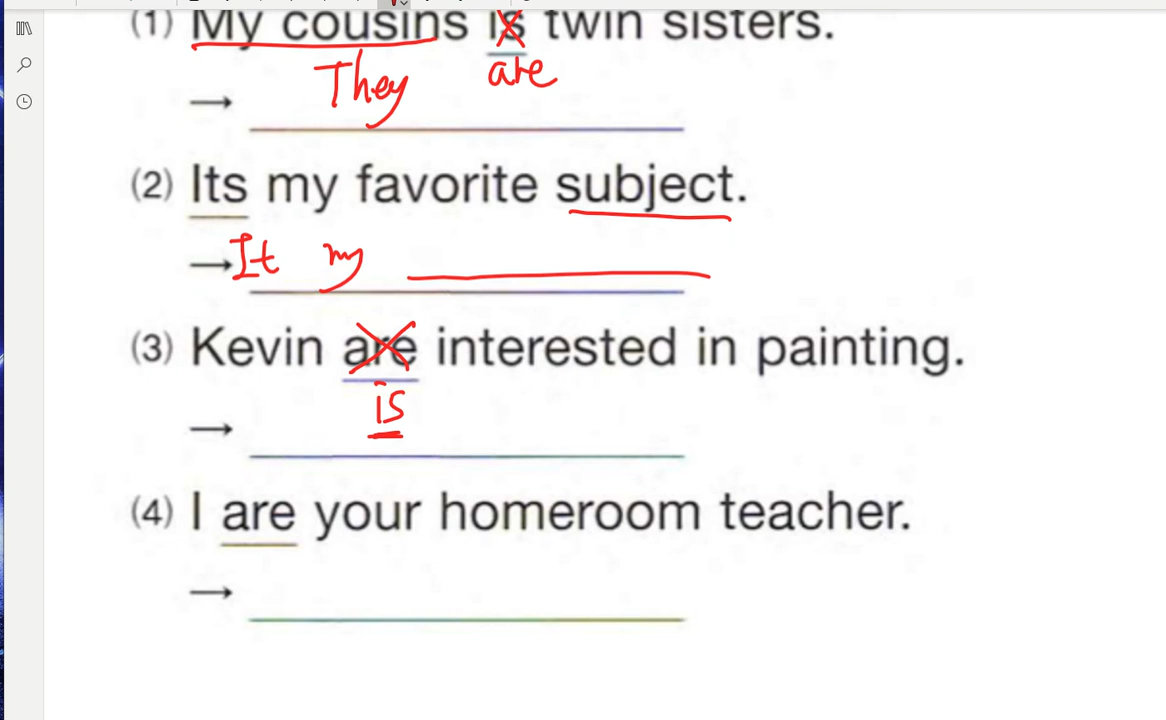 (1) My cousins is twin sisters.
They are
→
(2) Its my favorite subject.
→ It my
(3) Kevin are interested in painting.
is
→
(4) I are your homeroom teacher.
→